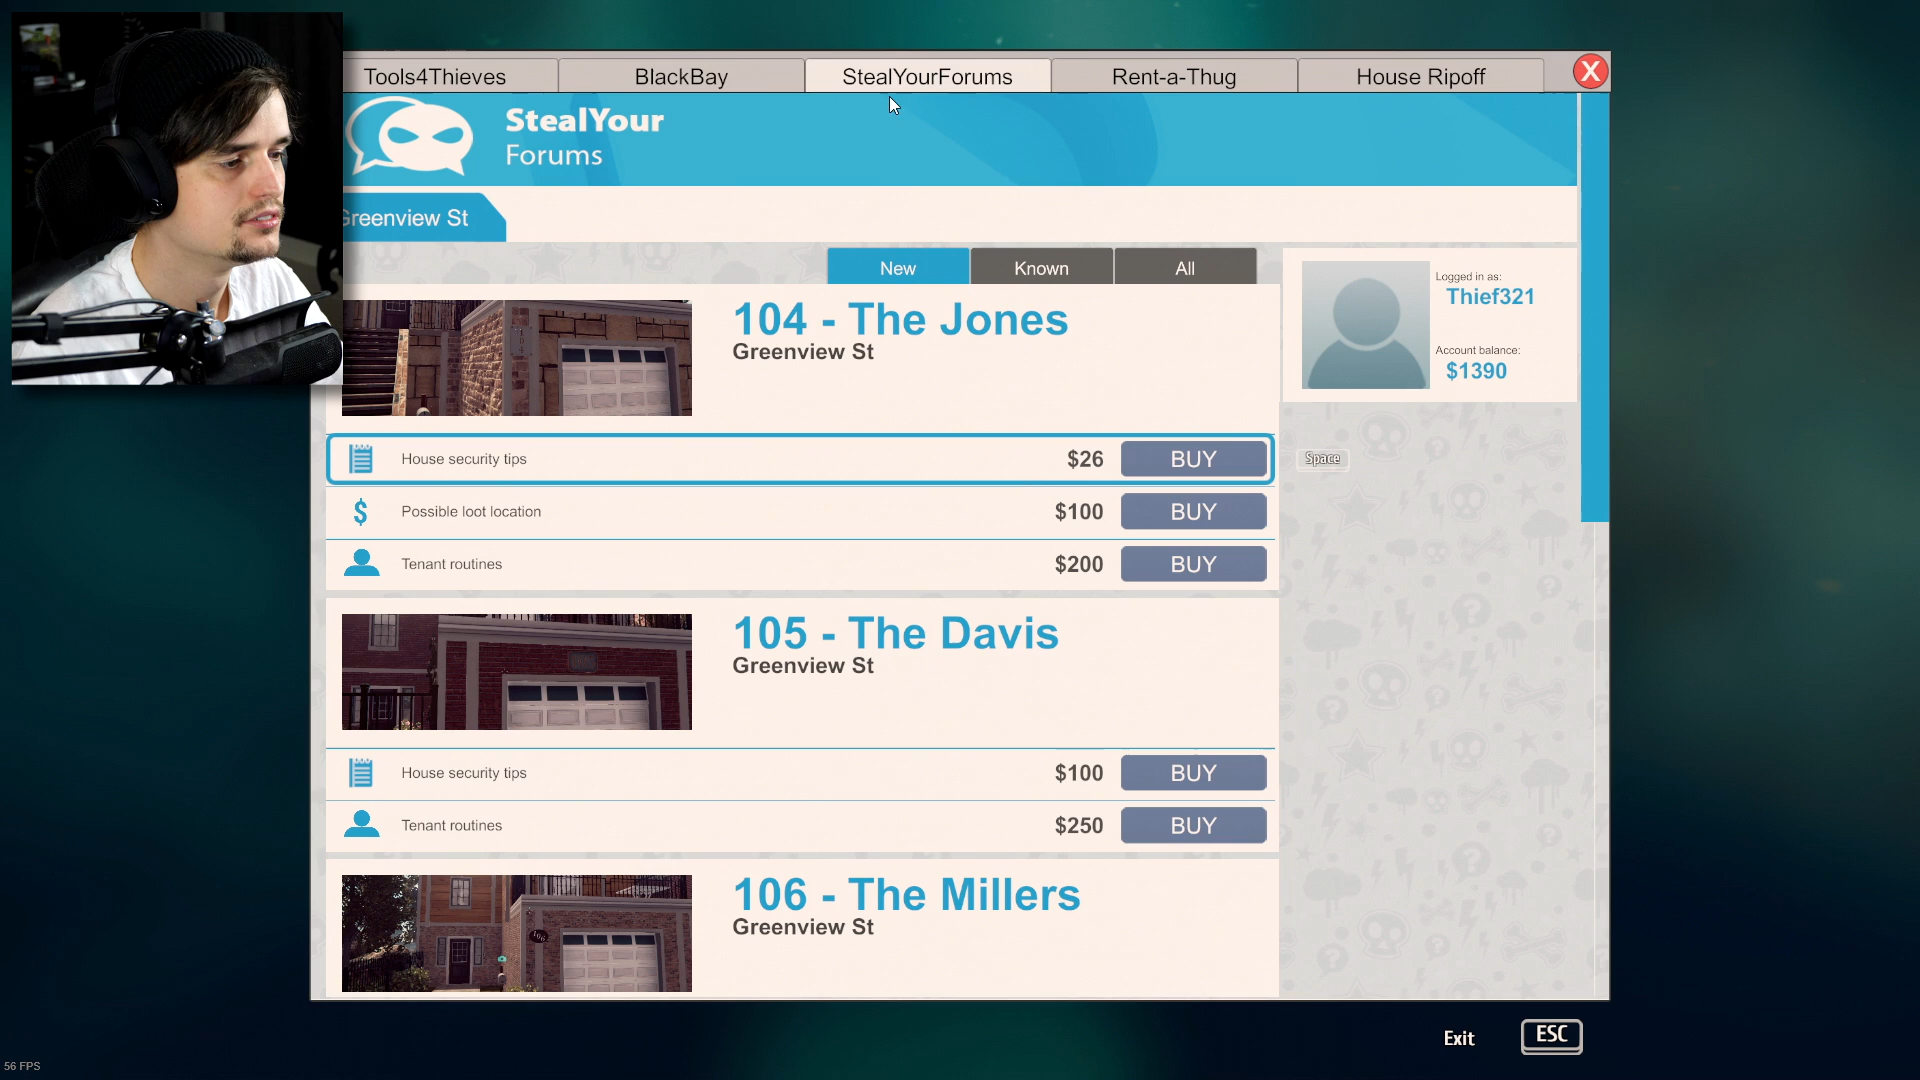 Tools4Thieves
BlackBay
StealYourForums
Rent-a-Thug
House Ripoff
X
StealYour
Forums
Greenview St
New
Known
All
Logged in as:
Thief321
Account balance:
$1390
104 - The Jones
Greenview St
House security tips $26 BUY
Space
Possible loot location $100 BUY
Tenant routines $200 BUY
105 - The Davis
Greenview St
House security tips $100 BUY
Tenant routines $250 BUY
106 - The Millers
Greenview St
106
Exit ESC
56 FPS